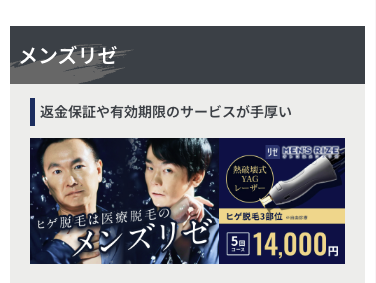 メンズリゼ
返金保証や有効期限のサービスが手厚い
ヒゲ脱毛は医療脱毛の
メンズリゼ
リゼ MEN'S RIZE
熱破壊式
YAG
レーザー
ヒゲ脱毛3部位
5回
コース
14,000円